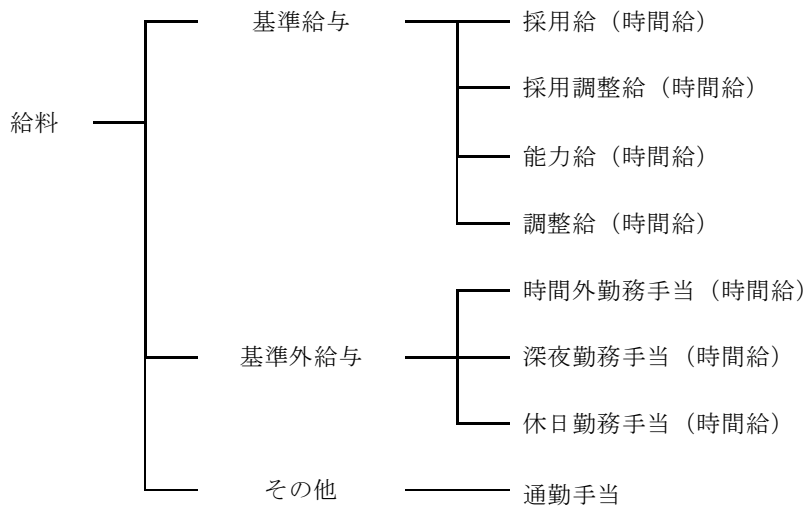 基準給与
採用給（時間給）
採用調整給（時間給）
給料
能力給（時間給）
調整給（時間給）
時間外勤務手当（時間給）
基準外給与
深夜勤務手当（時間給）
休日勤務手当（時間給）
その他
通勤手当